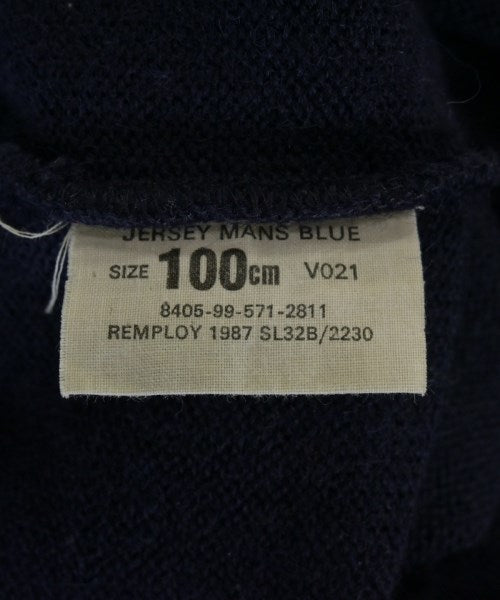 JERSEY MANS BLUE
SIZE 100cm V021
8405-99-571-2811
REMPLOY 1987 SL32B/2230